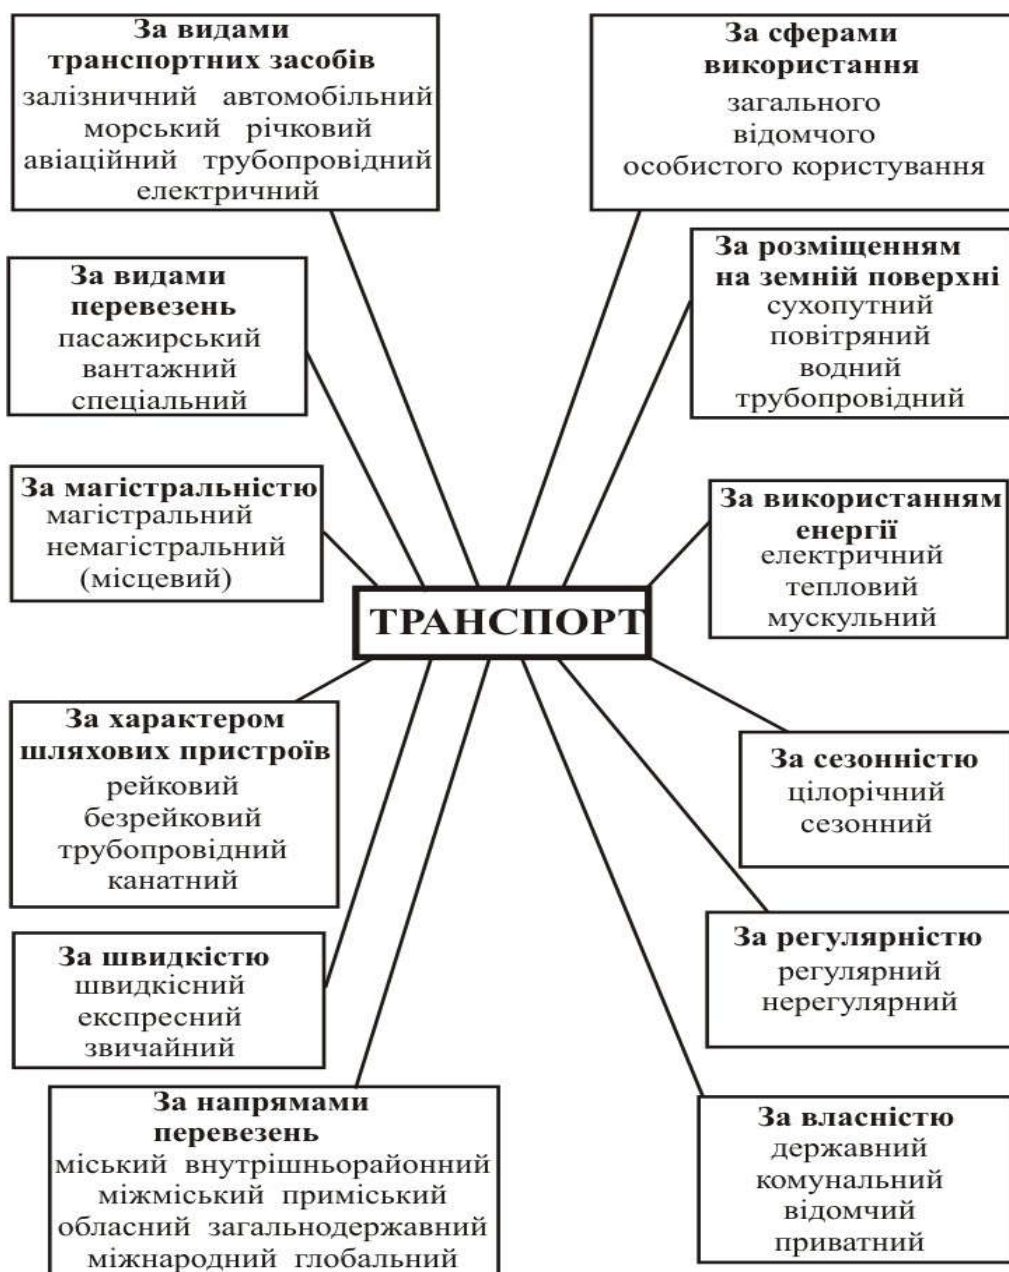 За видами
транспортних засобів
залізничний автомобільний
морський річковий
авіаційний трубопровідний
електричний
За сферами
використання
загального
відомчого
особистого користування
За видами
перевезень
пасажирський
вантажний
спеціальний
За розміщенням
на земній поверхні
сухопутний
повітряний
водний
трубопровідний
За магістральністю
магістральний
немагістральний
(місцевий)
За використанням
енергії
електричний
тепловий
мускульний
ТРАНСПОРТ
За характером
шляхових пристроїв
рейковий
безрейковий
трубопровідний
канатний
За сезонністю
цілорічний
сезонний
За швидкістю
швидкісний
експресний
звичайний
За регулярністю
регулярний
нерегулярний
За напрямами
перевезень
міський внутрішньорайонний
міжміський приміський
обласний загальнодержавний
міжнародний глобальний
За власністю
державний
комунальний
відомчий
приватний